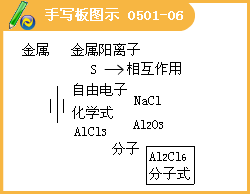 手写板图示 0501-06
金属 金属阳离子
S →相互作用
自由电子
NaCl
化学式
AlCl3 Al2O3
分子
Al2Cl6
分子式